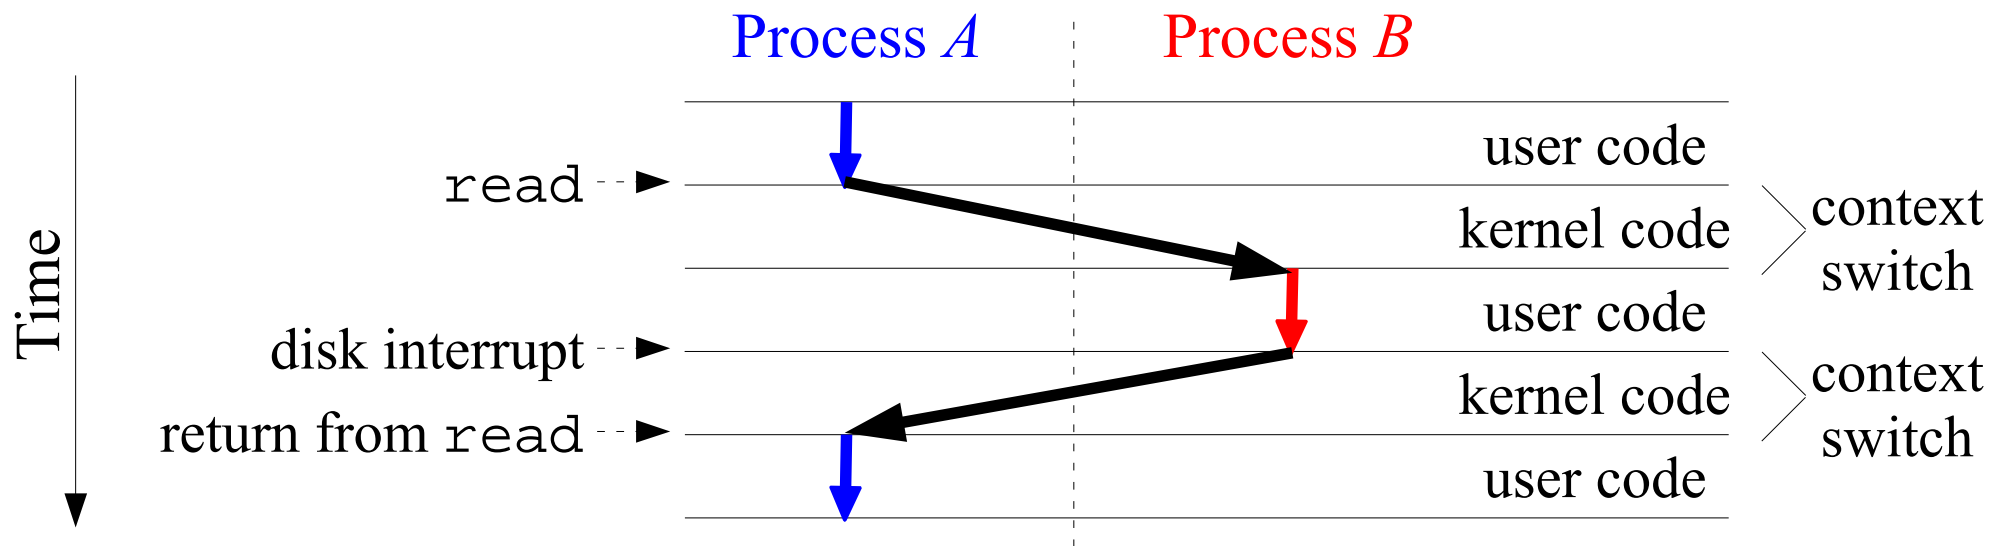 Process A
Process B
user code
read
kernel code
context
switch
user code
Time
disk interrupt
kernel code
context
switch
return from read
user code